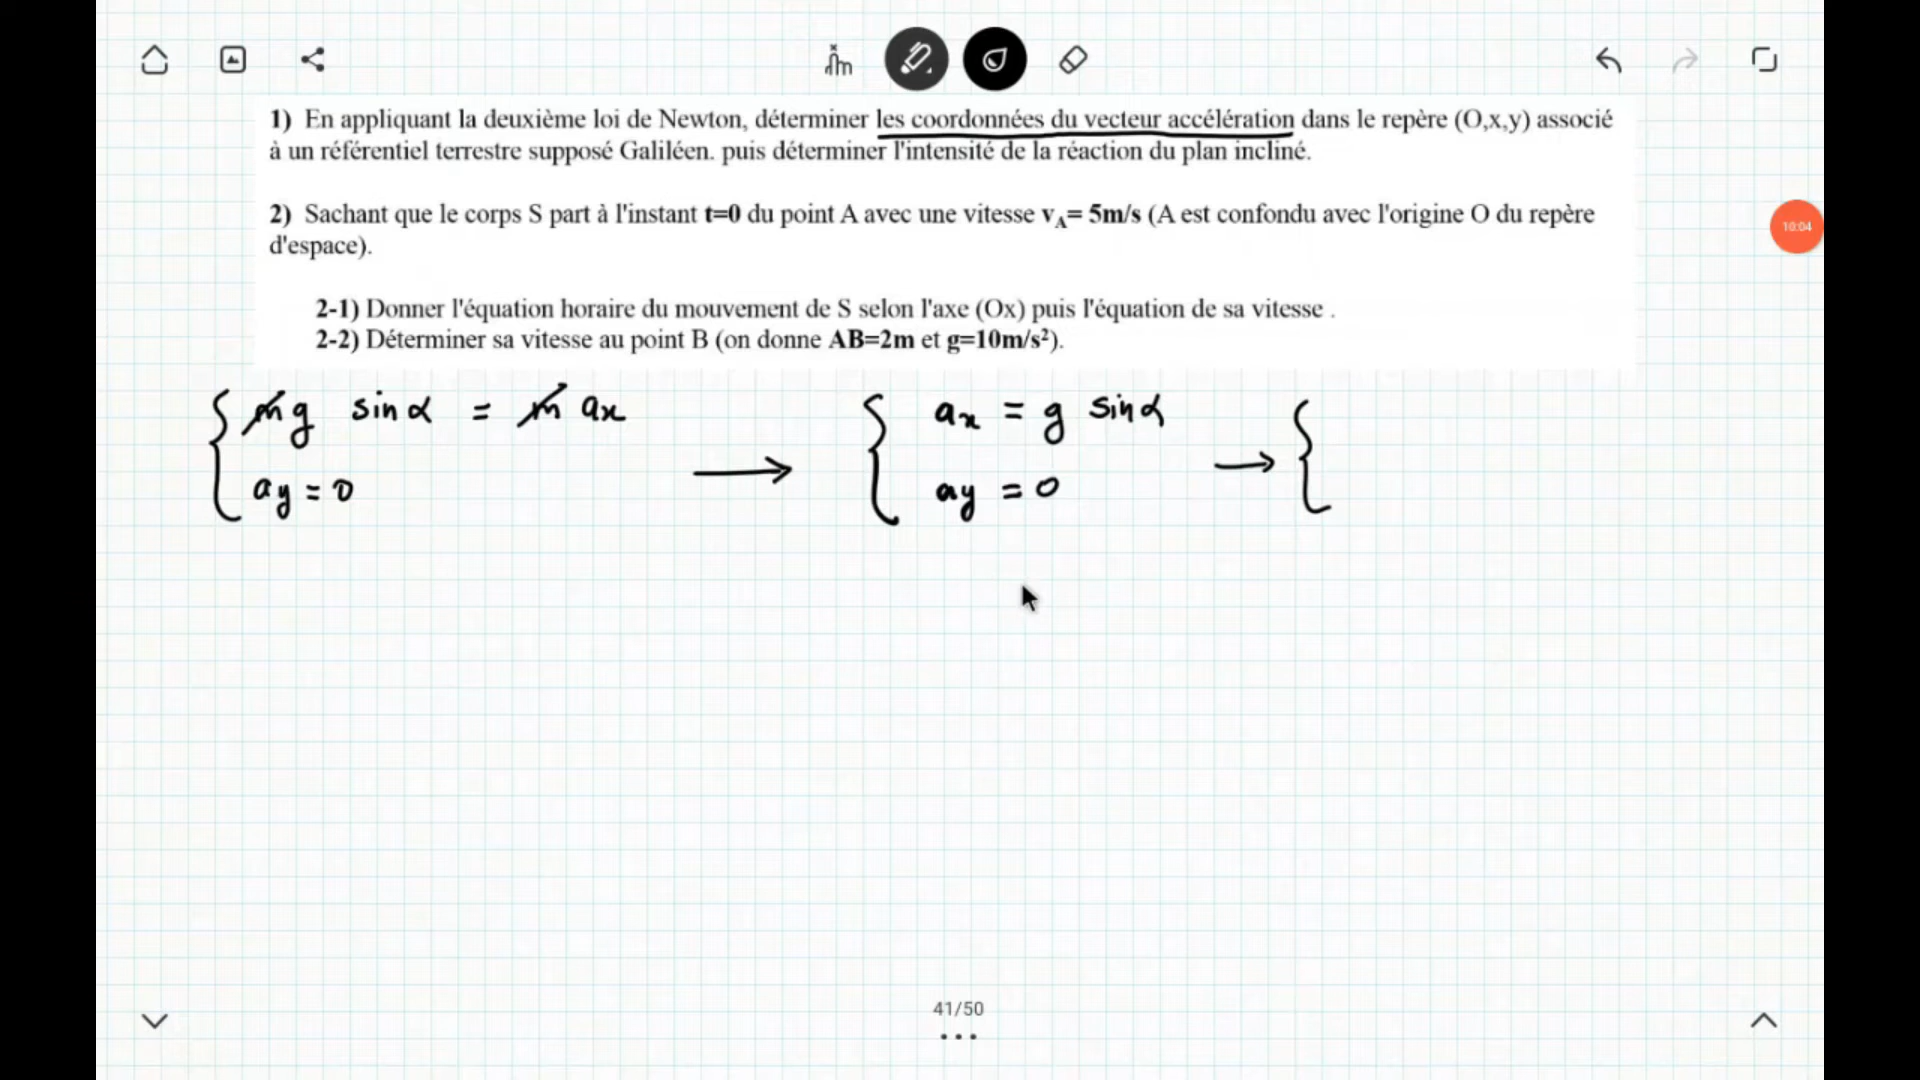 1) En appliquant la deuxième loi de Newton, déterminer les coordonnées du vecteur accélération dans le repère (O,x,y) associé
à un référentiel terrestre supposé Galiléen. puis déterminer l'intensité de la réaction du plan incliné.
2) Sachant que le corps S part à l'instant t=0 du point A avec une vitesse vA= 5m/s (A est confondu avec l'origine O du repère
d'espace).
2-1) Donner l'équation horaire du mouvement de S selon l'axe (Ox) puis l'équation de sa vitesse .
2-2) Déterminer sa vitesse au point B (on donne AB=2m et g=10m/s²).
{ mg sin α = m ax
ay = 0
→ { ax = g sin α
ay = 0
→ {
10:04
41/50